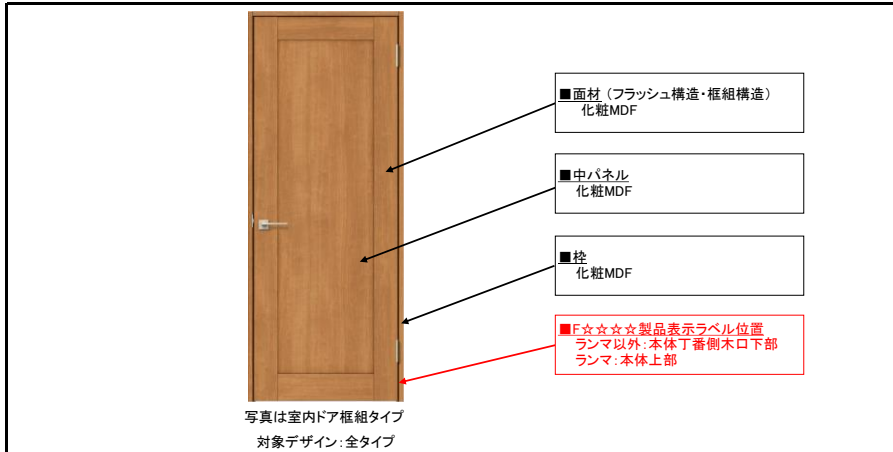 ■面材（フラッシュ構造・框組構造）
化粧MDF
■中パネル
化粧MDF
■枠
化粧MDF
■F☆☆☆☆製品表示ラベル位置
ランマ以外：本体丁番側木口下部
ランマ：本体上部
写真は室内ドア框組タイプ
対象デザイン：全タイプ